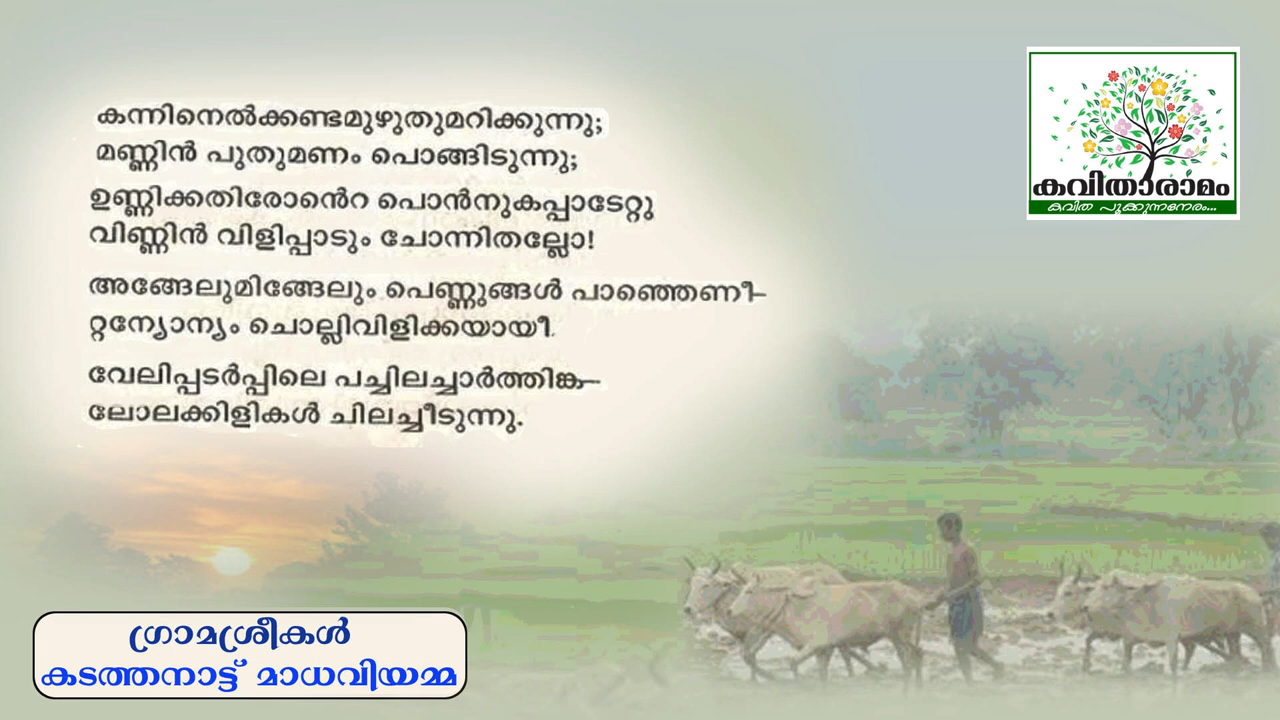 കന്നിനെൽക്കണ്ടമുഴുതുമറിക്കുന്നു;
മണ്ണിൻ പുതുമണം പൊങ്ങിടുന്നു;
ഉണ്ണിക്കതിരോന്റെ പൊൻനുകപ്പാടേറ്റു
വിണ്ണിൻ വിളിപ്പാടും ചോന്നിതല്ലോ!
അങ്ങേലുമിങ്ങേലും പെണ്ണുങ്ങൾ പാഞ്ഞെണീ–
റ്റന്യോന്യം ചൊല്ലിവിളിക്കയായീ.
വേലിപ്പടർപ്പിലെ പച്ചിലച്ചാർത്തിങ്ക–
ലോലക്കിളികൾ ചിലച്ചീടുന്നു.
കവിതാരാമം
കവിത പൂക്കുന്നനേരം...
ഗ്രാമശ്രീകൾ
കടത്തനാട്ട് മാധവിയമ്മ